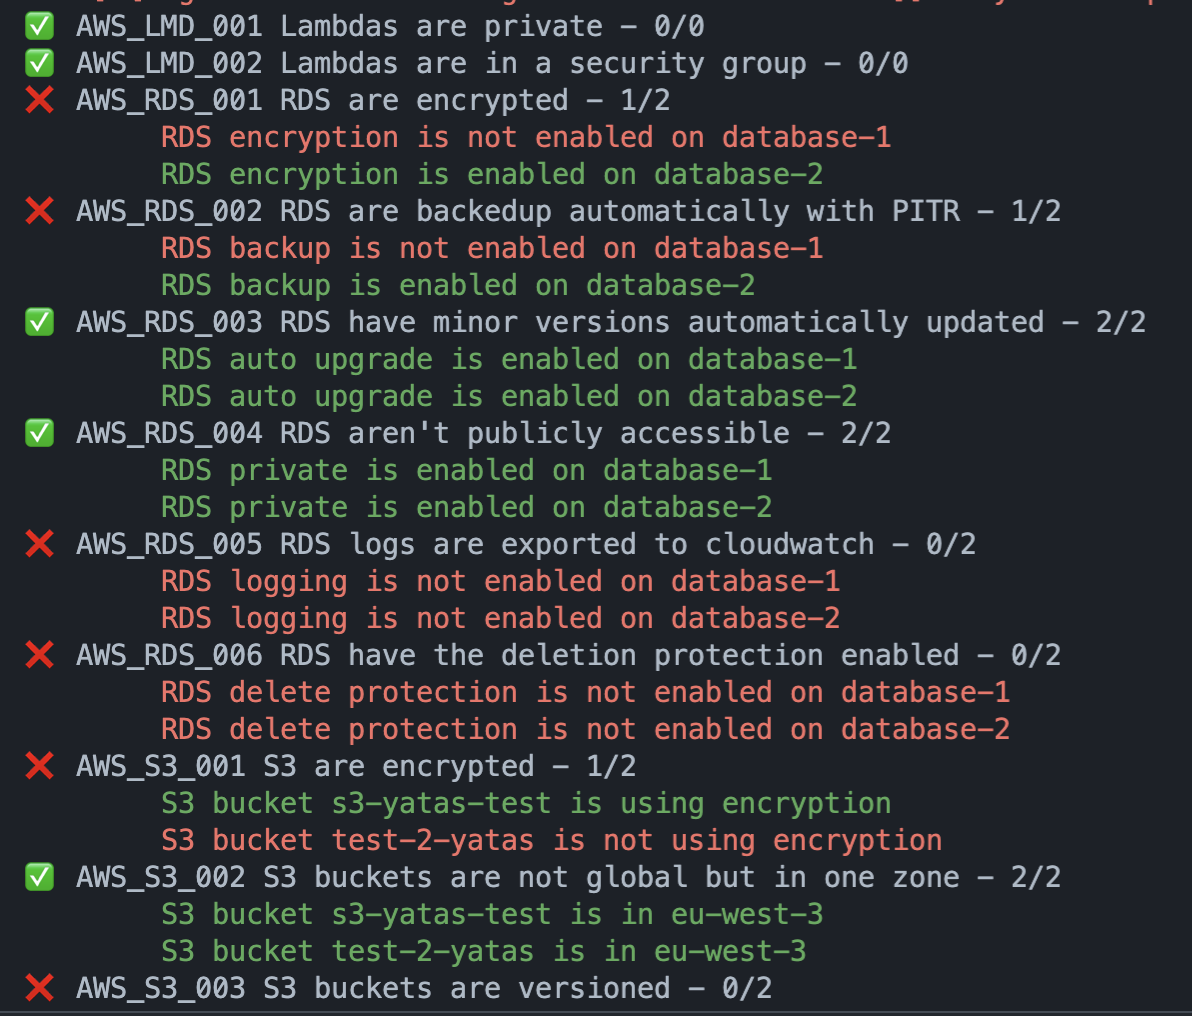 ✅ AWS_LMD_001 Lambdas are private – 0/0
✅ AWS_LMD_002 Lambdas are in a security group – 0/0
❌ AWS_RDS_001 RDS are encrypted – 1/2
RDS encryption is not enabled on database-1
RDS encryption is enabled on database-2
❌ AWS_RDS_002 RDS are backedup automatically with PITR – 1/2
RDS backup is not enabled on database-1
RDS backup is enabled on database-2
✅ AWS_RDS_003 RDS have minor versions automatically updated – 2/2
RDS auto upgrade is enabled on database-1
RDS auto upgrade is enabled on database-2
✅ AWS_RDS_004 RDS aren't publicly accessible – 2/2
RDS private is enabled on database-1
RDS private is enabled on database-2
❌ AWS_RDS_005 RDS logs are exported to cloudwatch – 0/2
RDS logging is not enabled on database-1
RDS logging is not enabled on database-2
❌ AWS_RDS_006 RDS have the deletion protection enabled – 0/2
RDS delete protection is not enabled on database-1
RDS delete protection is not enabled on database-2
❌ AWS_S3_001 S3 are encrypted – 1/2
S3 bucket s3-yatas-test is using encryption
S3 bucket test-2-yatas is not using encryption
✅ AWS_S3_002 S3 buckets are not global but in one zone – 2/2
S3 bucket s3-yatas-test is in eu-west-3
S3 bucket test-2-yatas is in eu-west-3
❌ AWS_S3_003 S3 buckets are versioned – 0/2